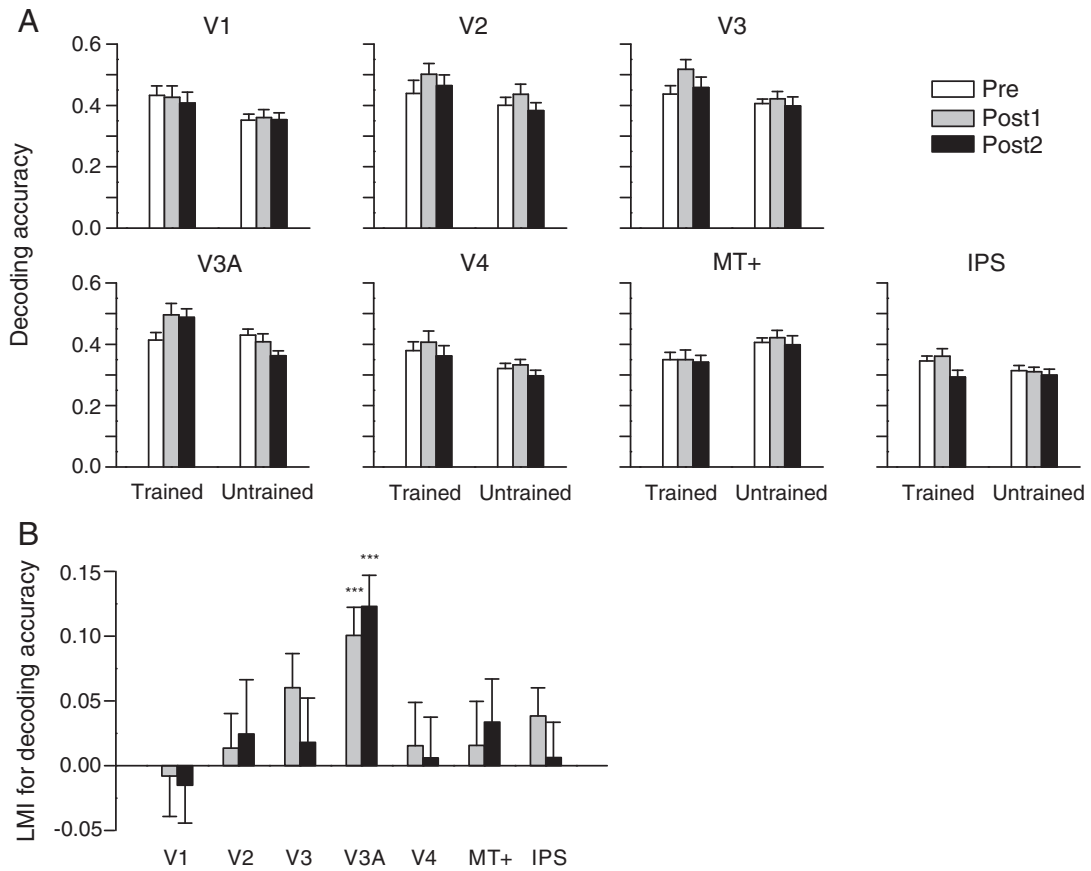 A
V1
V2
V3
0.6
0.4
0.2
0.0
Pre
Post1
Post2
Decoding accuracy
V3A
V4
MT+
IPS
0.6
0.4
0.2
0.0
Trained Untrained
Trained Untrained
Trained Untrained
Trained Untrained
B
LMI for decoding accuracy
0.15
0.10
0.05
0.00
-0.05
***
***
V1 V2 V3 V3A V4 MT+ IPS